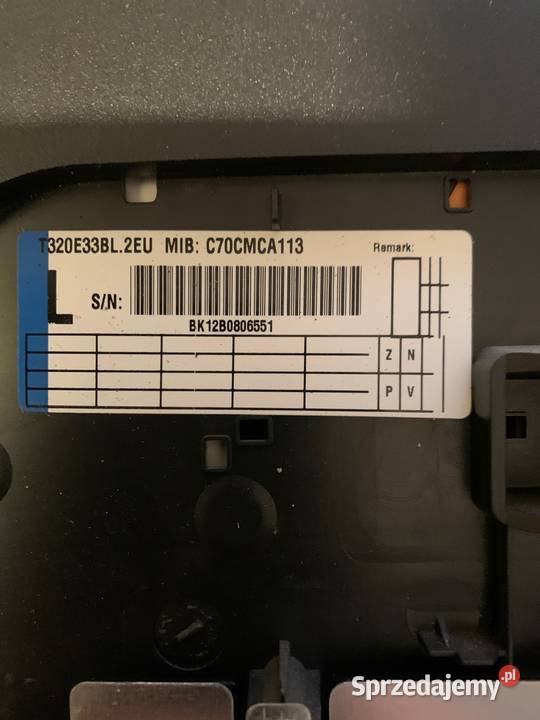 T320E33BL.2EU MIB: C70CMCA113 Remark:
L S/N:
BK12B0806551
Z N
P V
Sprzedajemy.pl